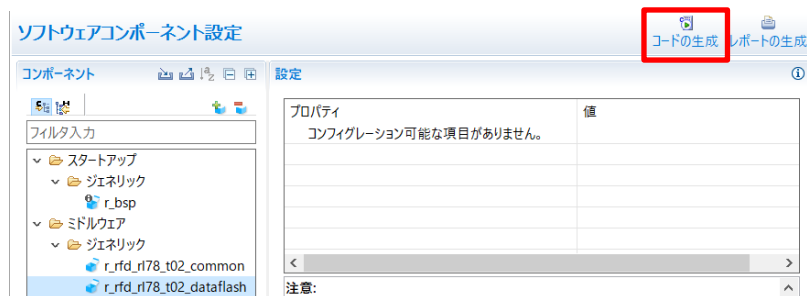 ソフトウェアコンポーネント設定
コードの生成 レポートの生成
コンポーネント
設定
フィルタ入力
スタートアップ
ジェネリック
r_bsp
ミドルウェア
ジェネリック
r_rfd_rl78_t02_common
r_rfd_rl78_t02_dataflash
プロパティ 値
コンフィグレーション可能な項目がありません。
注意: